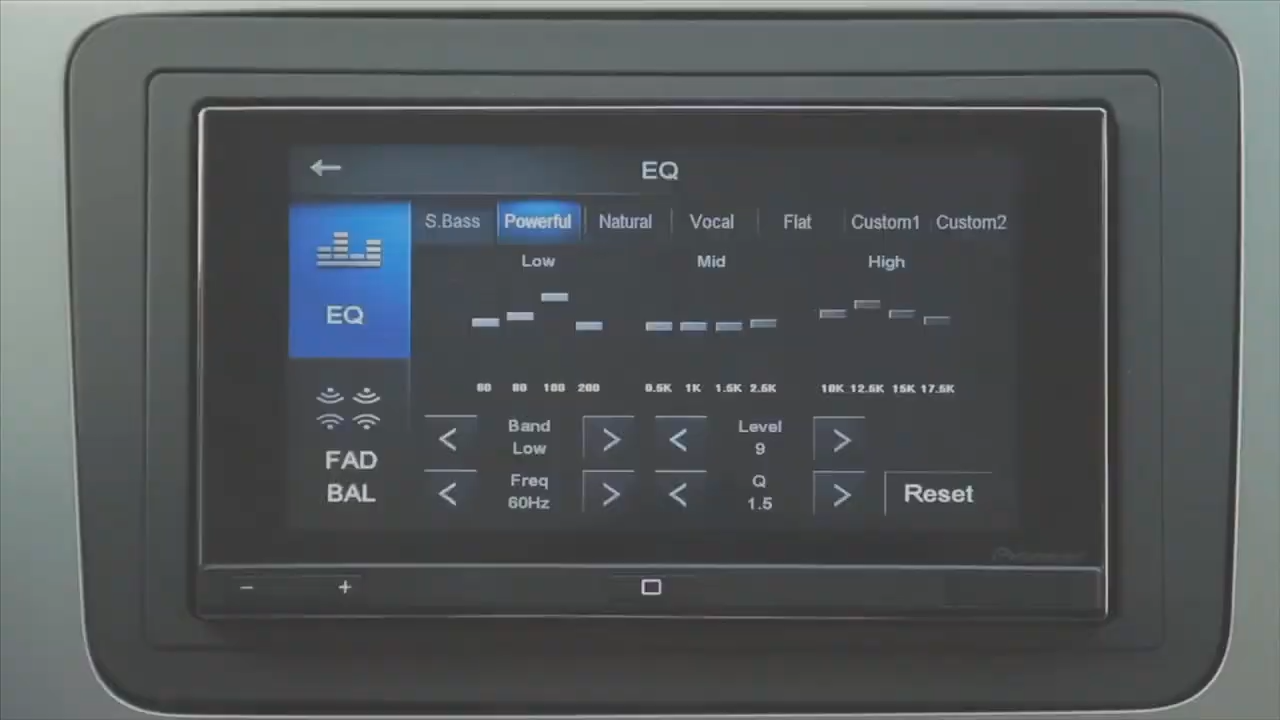 EQ
S.Bass Powerful Natural Vocal Flat Custom1 Custom2
Low Mid High
EQ
60 80 100 200 0.5K 1K 1.5K 2.5K 10K 12.5K 15K 17.5K
Band Level
Low 9
FAD
BAL
Freq Q
60Hz 1.5
Reset
- +